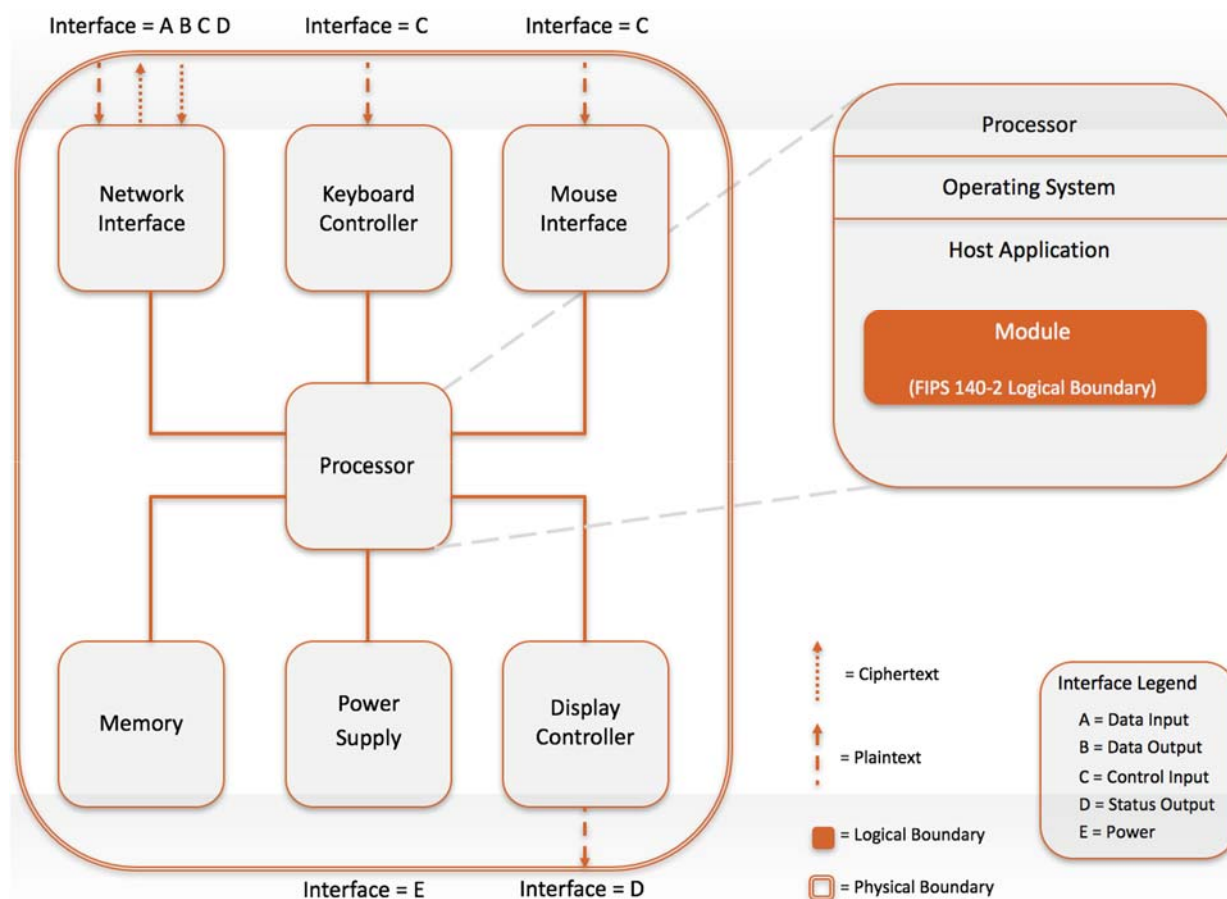 Interface = A B C D
Interface = C
Interface = C
Network
Interface
Keyboard
Controller
Mouse
Interface
Processor
Memory
Power
Supply
Display
Controller
Interface = E
Interface = D
Processor
Operating System
Host Application
Module
(FIPS 140-2 Logical Boundary)
= Ciphertext
= Plaintext
= Logical Boundary
= Physical Boundary
Interface Legend
A = Data Input
B = Data Output
C = Control Input
D = Status Output
E = Power